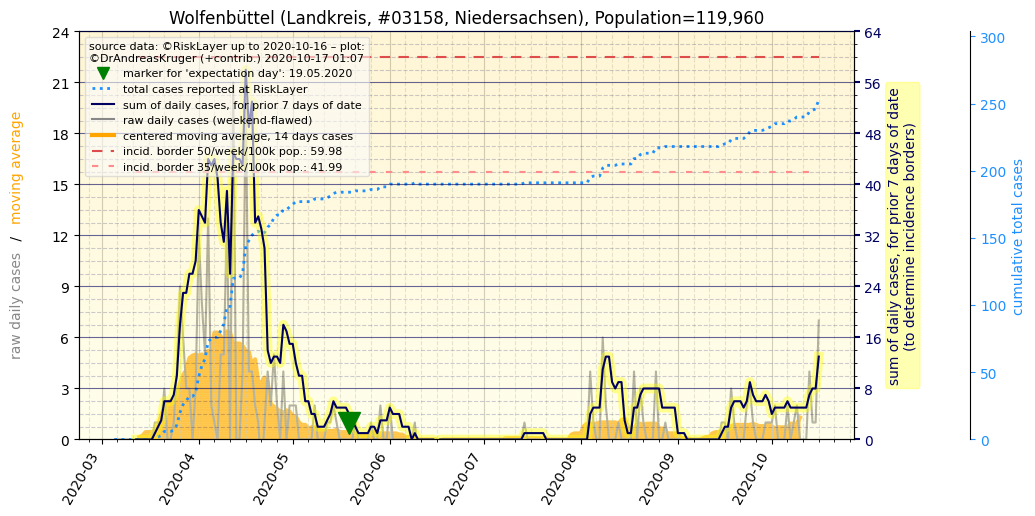 Wolfenbüttel (Landkreis, #03158, Niedersachsen), Population=119,960
source data: ©RiskLayer up to 2020-10-16 – plot:
©DrAndreasKruger (+contrib.) 2020-10-17 01:07
marker for 'expectation day': 19.05.2020
total cases reported at RiskLayer
sum of daily cases, for prior 7 days of date
raw daily cases (weekend-flawed)
centered moving average, 14 days cases
incid. border 50/week/100k pop.: 59.98
incid. border 35/week/100k pop.: 41.99
raw daily cases / moving average
24
21
18
15
12
9
6
3
0
64
56
48
40
32
24
16
8
0
sum of daily cases, for prior 7 days of date
(to determine incidence borders)
300
250
200
150
100
50
0
cumulative total cases
2020-03
2020-04
2020-05
2020-06
2020-07
2020-08
2020-09
2020-10